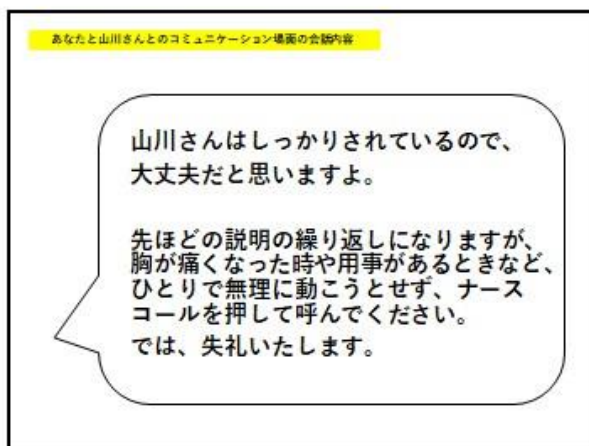 あなたと山川さんとのコミュニケーション場面の会話内容
山川さんはしっかりされているので、
大丈夫だと思いますよ。
先ほどの説明の繰り返しになりますが、
胸が痛くなった時や用事があるときなど、
ひとりで無理に動こうとせず、ナース
コールを押して呼んでください。
では、失礼いたします。